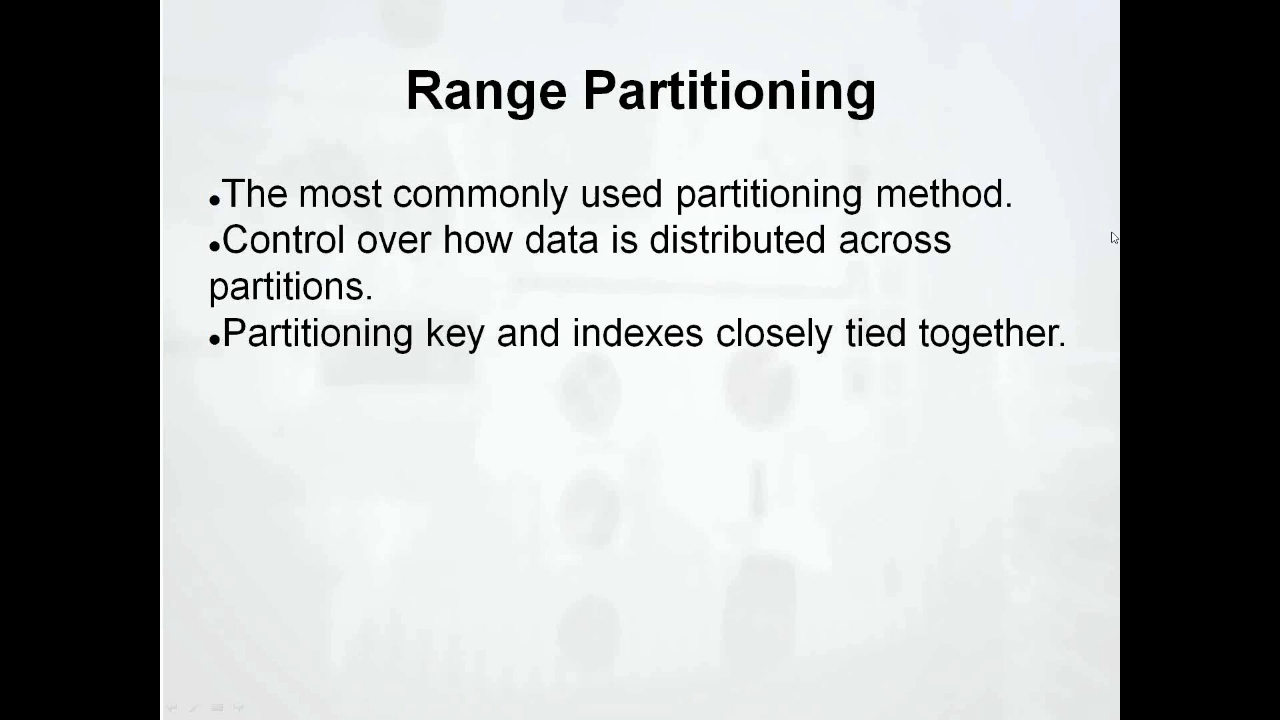 Range Partitioning
●The most commonly used partitioning method.
●Control over how data is distributed across
partitions.
●Partitioning key and indexes closely tied together.